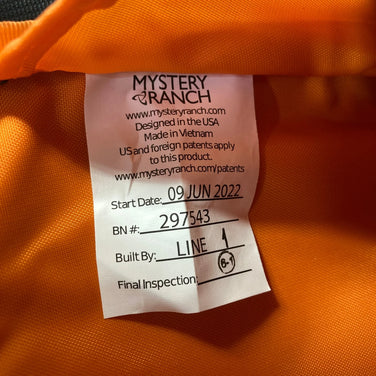 MYSTERY
RANCH
www.mysteryranch.com
Designed in the USA
Made in Vietnam
US and foreign patents apply
to this product.
www.mysteryranch.com/patents
Start Date: 09 JUN 2022
BN #: 297543
Built By: LINE 1
Final Inspection: 6-1